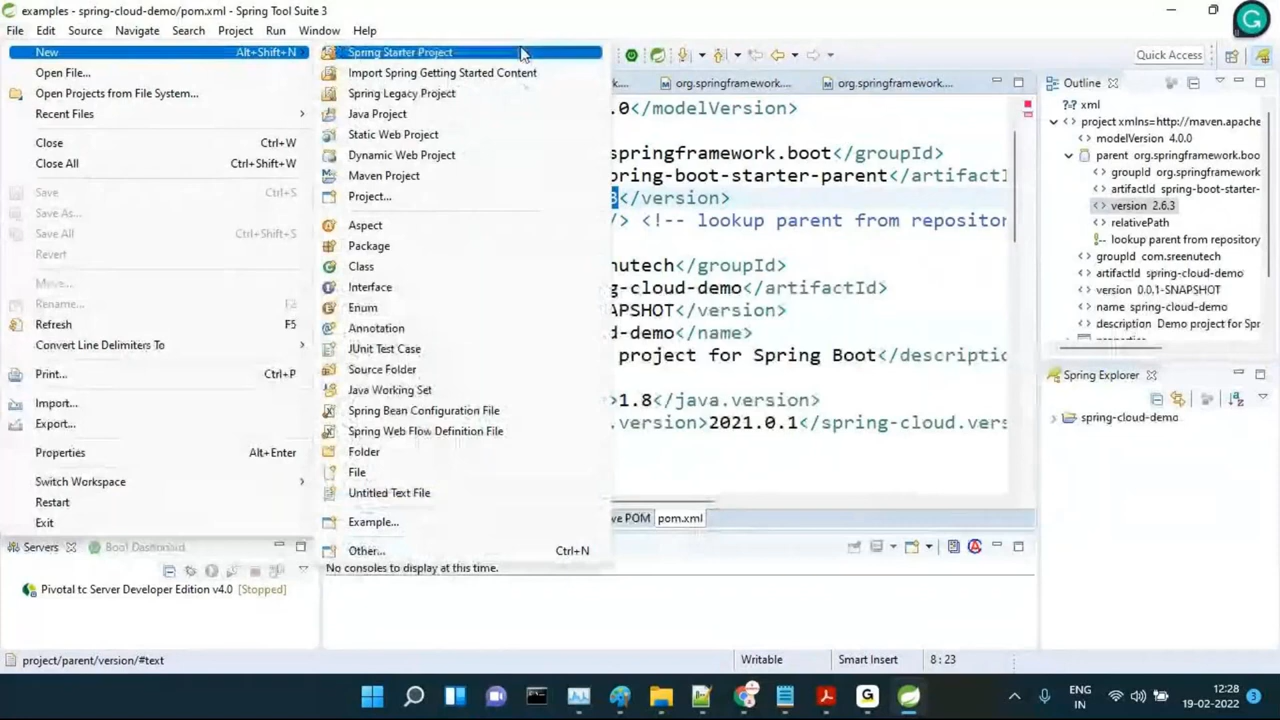 examples - spring-cloud-demo/pom.xml - Spring Tool Suite 3
File Edit Source Navigate Search Project Run Window Help
New Alt+Shift+N
Open File...
Open Projects from File System...
Recent Files
Close Ctrl+W
Close All Ctrl+Shift+W
Save Ctrl+S
Save As...
Save All Ctrl+Shift+S
Revert
Move...
Rename... F2
Refresh F5
Convert Line Delimiters To
Print... Ctrl+P
Import...
Export...
Properties Alt+Enter
Switch Workspace
Restart
Exit
Spring Starter Project
Import Spring Getting Started Content
Spring Legacy Project
Java Project
Static Web Project
Dynamic Web Project
Maven Project
Project...
Aspect
Package
Class
Interface
Enum
Annotation
JUnit Test Case
Source Folder
Java Working Set
Spring Bean Configuration File
Spring Web Flow Definition File
Folder
File
Untitled Text File
Example...
Other... Ctrl+N
Quick Access
org.springframework.... org.springframework....
.0</modelVersion>
springframework.boot</groupId>
pring-boot-starter-parent</artifactI
3</version>
/> <!-- lookup parent from repositor
nutech</groupId>
g-cloud-demo</artifactId>
APSHOT</version>
d-demo</name>
project for Spring Boot</descriptio
>1.8</java.version>
.version>2021.0.1</spring-cloud.vers
ve POM pom.xml
Outline
?? xml
project xmlns=http://maven.apache
modelVersion 4.0.0
parent org.springframework.boo
groupId org.springframework
artifactId spring-boot-starter-
version 2.6.3
relativePath
lookup parent from repository
groupId com.sreenutech
artifactId spring-cloud-demo
version 0.0.1-SNAPSHOT
name spring-cloud-demo
description Demo project for Spr
Spring Explorer
spring-cloud-demo
Servers Boot Dashboard
Pivotal tc Server Developer Edition v4.0 [Stopped]
No consoles to display at this time.
project/parent/version/#text Writable Smart Insert 8 : 23
ENG
IN
12:28
19-02-2022
3